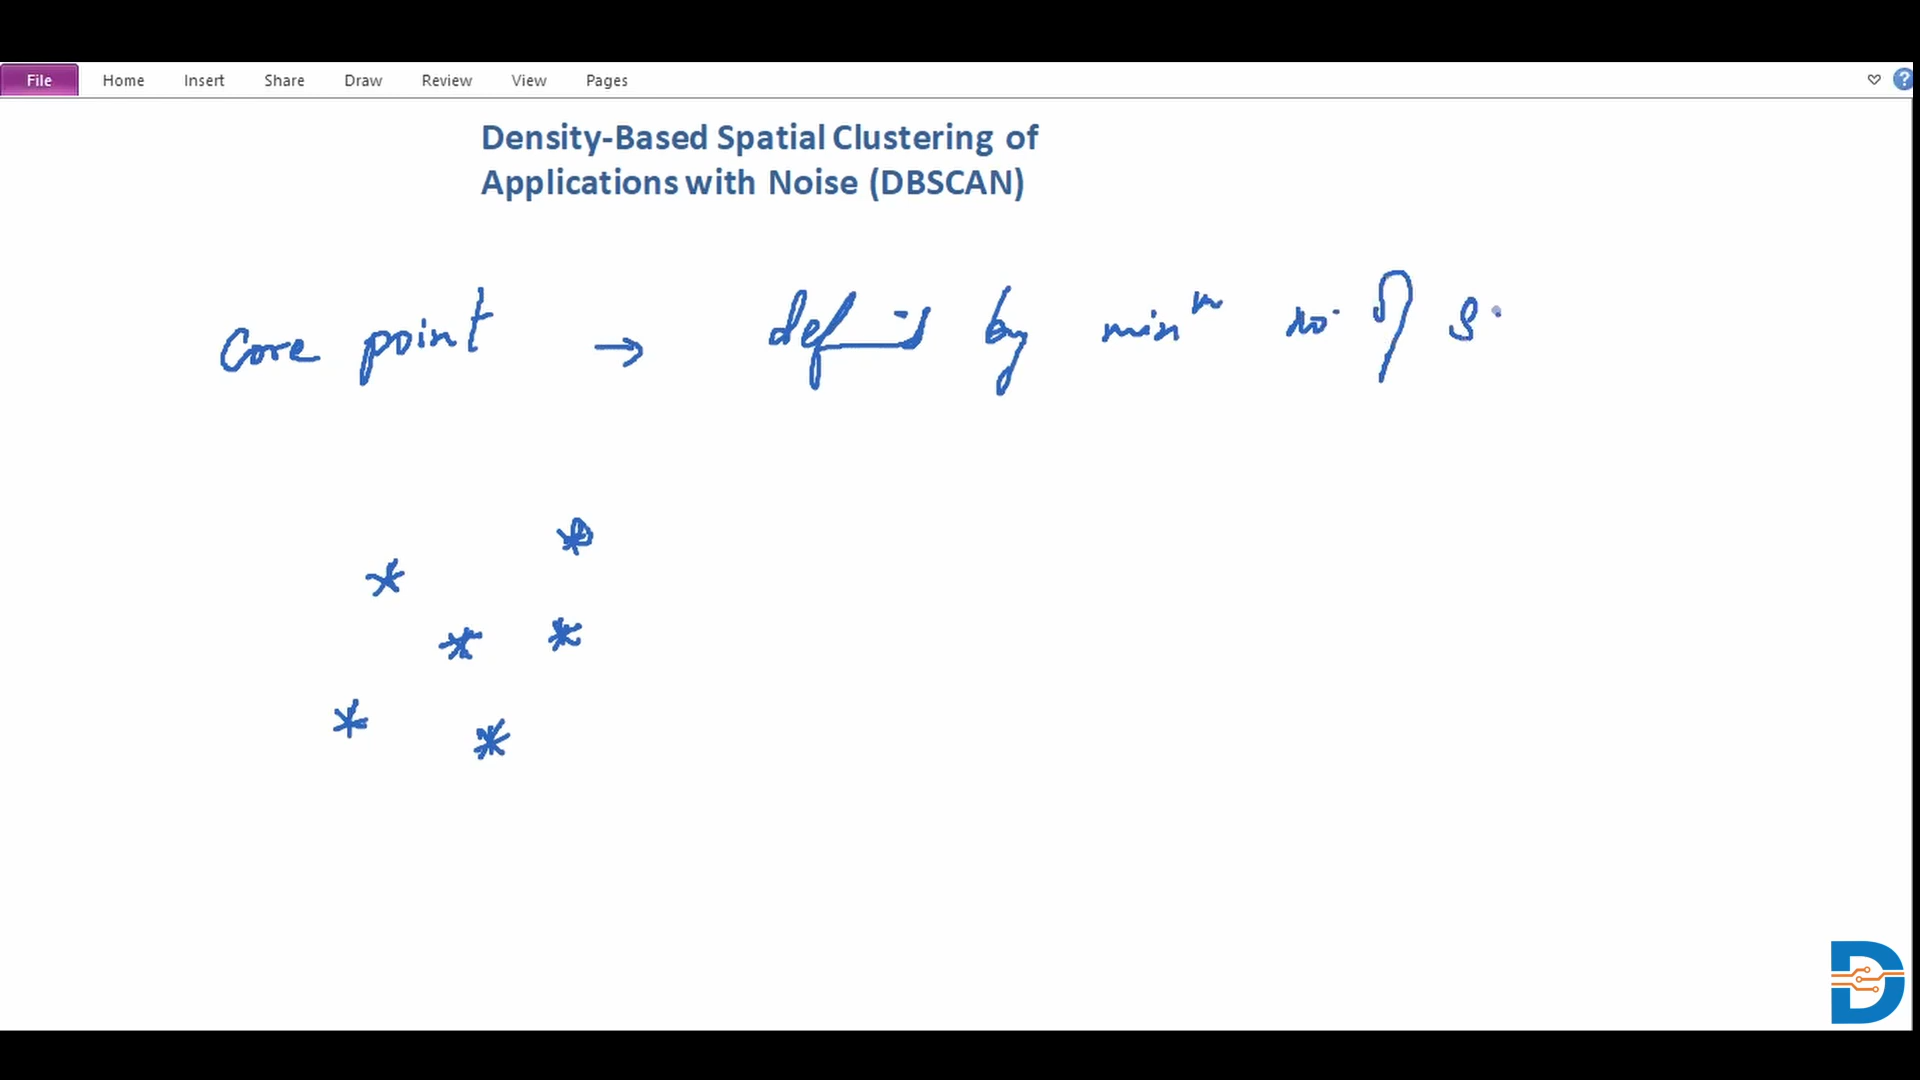 File Home Insert Share Draw Review View Pages
Density-Based Spatial Clustering of
Applications with Noise (DBSCAN)
core point → by minᵐ no. of